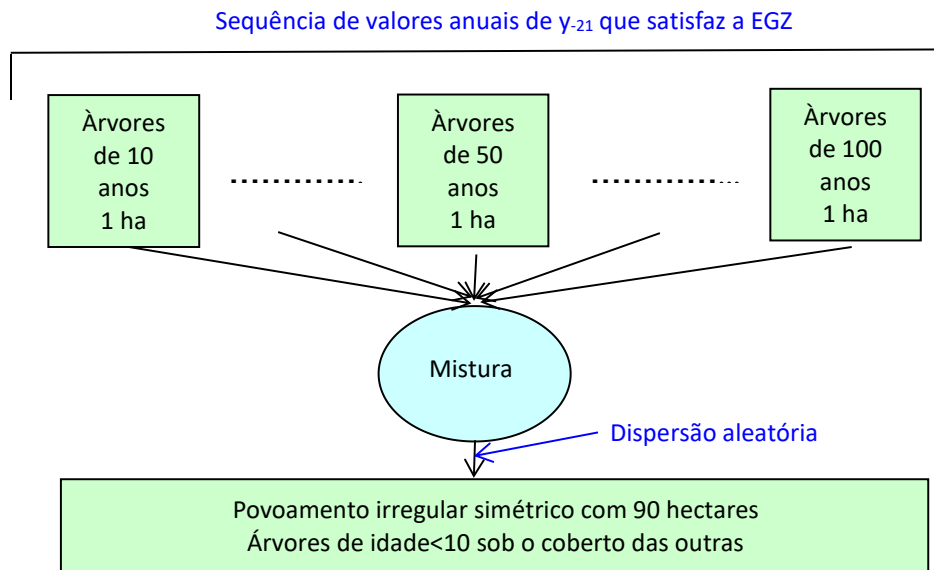 Sequência de valores anuais de y-21 que satisfaz a EGZ
Àrvores
de 10
anos
1 ha
Àrvores
de 50
anos
1 ha
Àrvores
de 100
anos
1 ha
Mistura
Dispersão aleatória
Povoamento irregular simétrico com 90 hectares
Árvores de idade<10 sob o coberto das outras